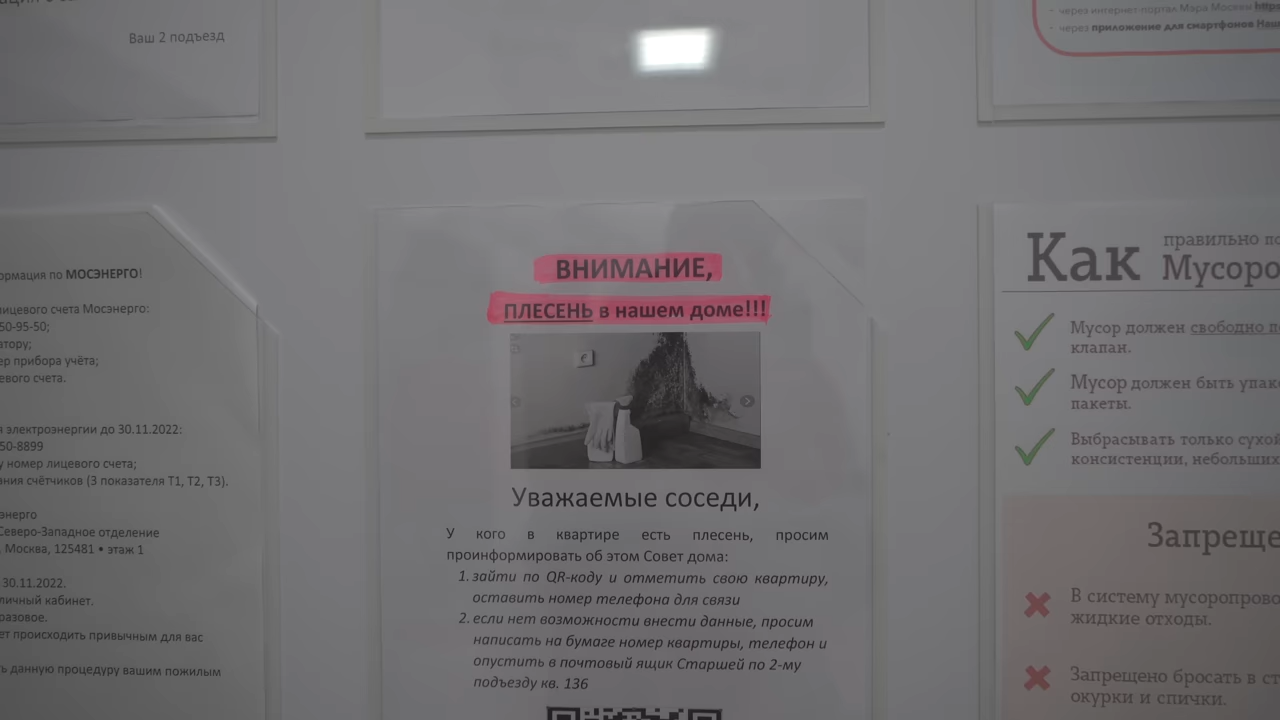 Ваш 2 подъезд
- через интернет-портал Мэра Москвы
- через приложение для смартфонов
ормация по МОСЭНЕРГО!
лицевого счета Мосэнерго:
50-95-50;
атору;
ер прибора учёта;
евого счета.
я электроэнергии до 30.11.2022:
50-8899
у номер лицевого счета;
ания счётчиков (3 показателя Т1, Т2, Т3).
энерго
Северо-Западное отделение
, Москва, 125481 • этаж 1
30.11.2022.
личный кабинет.
разовое.
ет происходить привычным для вас
ь данную процедуру вашим пожилым
ВНИМАНИЕ,
ПЛЕСЕНЬ в нашем доме!!!
Уважаемые соседи,
У кого в квартире есть плесень, просим
проинформировать об этом Совет дома:
1. зайти по QR-коду и отметить свою квартиру,
оставить номер телефона для связи
2. если нет возможности внести данные, просим
написать на бумаге номер квартиры, телефон и
опустить в почтовый ящик Старшей по 2-му
подъезду кв. 136
Как правильно по
Мусоро
Мусор должен свободно п
клапан.
Мусор должен быть упак
пакеты.
Выбрасывать только сухой
консистенции, небольших
Запреще
В систему мусоропрово
жидкие отходы.
Запрещено бросать в ст
окурки и спички.